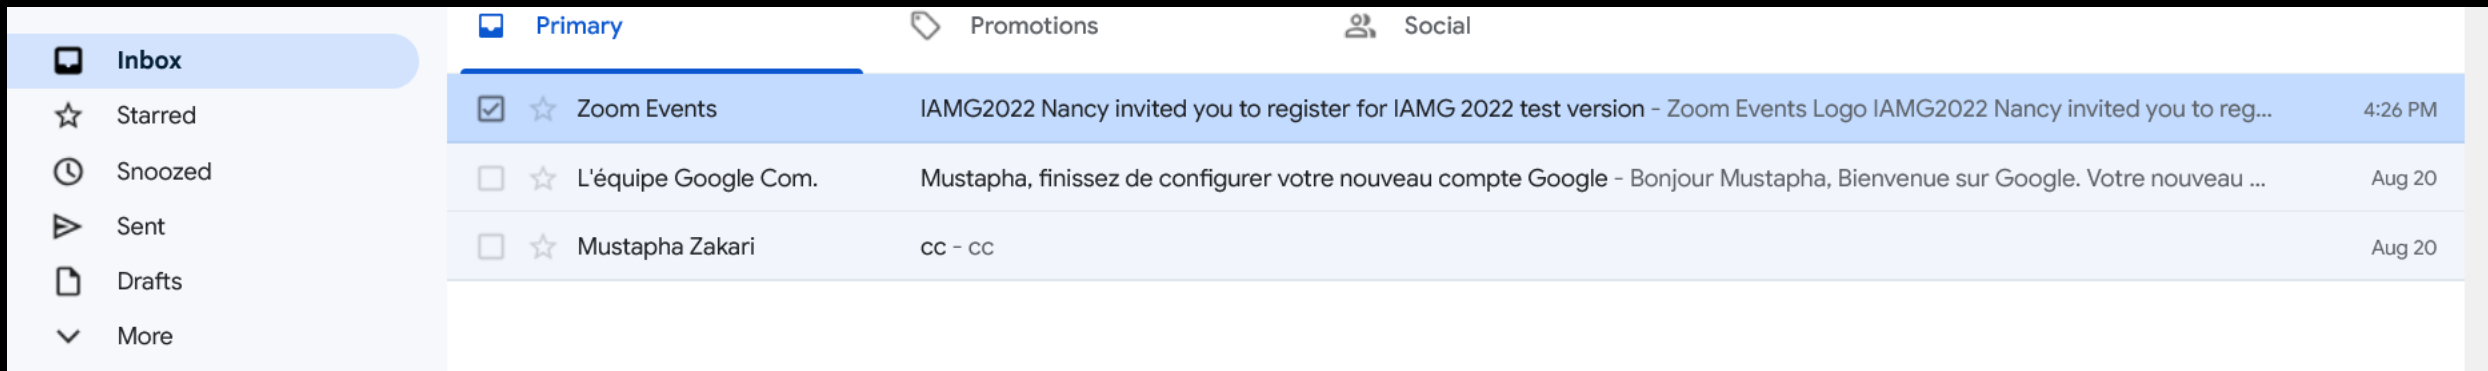 Primary Promotions Social
Inbox
Starred
Snoozed
Sent
Drafts
More
Zoom Events IAMG2022 Nancy invited you to register for IAMG 2022 test version - Zoom Events Logo IAMG2022 Nancy invited you to reg... 4:26 PM
L'équipe Google Com. Mustapha, finissez de configurer votre nouveau compte Google - Bonjour Mustapha, Bienvenue sur Google. Votre nouveau ... Aug 20
Mustapha Zakari cc - cc Aug 20